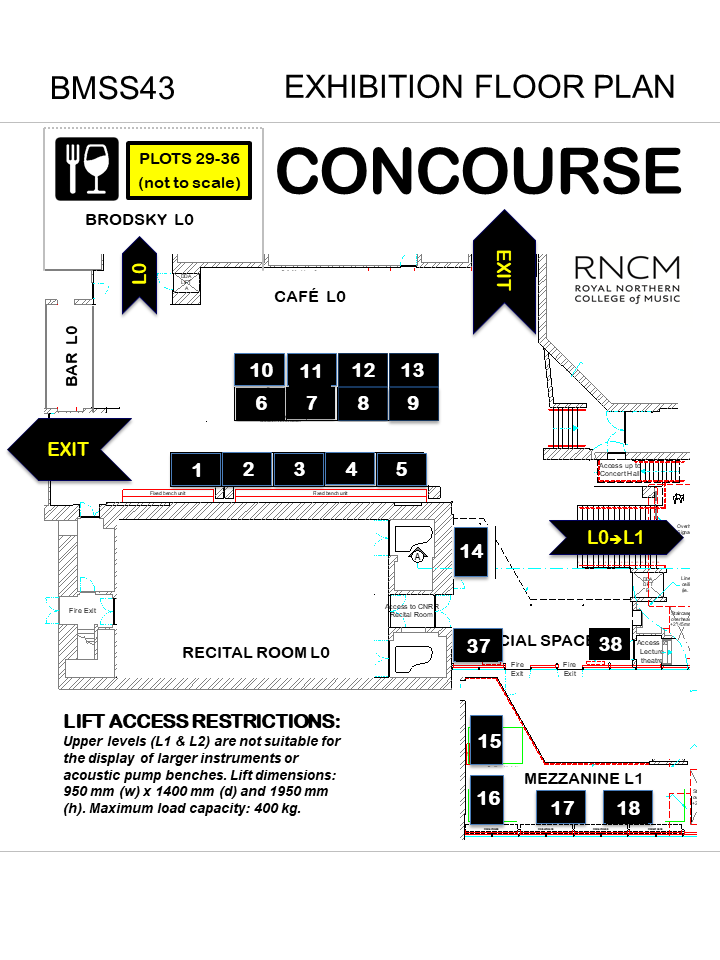 BMSS43
EXHIBITION FLOOR PLAN
PLOTS 29-36
(not to scale)
CONCOURSE
BRODSKY L0
L0
EXIT
RNCM
ROYAL NORTHERN
COLLEGE of MUSIC
CAFÉ L0
BAR L0
10
11
12
13
6
7
8
9
EXIT
1
2
3
4
5
Fixed bench unit
Fixed bench unit
Access up to
Concert Hall
14
L0→L1
A
Fire Exit
Access to CNR
Recital Room
RECITAL ROOM L0
37
CIAL SPACE
38
Access
Lecture
theatre
Fire
Exit
Fire
Exit
LIFT ACCESS RESTRICTIONS:
Upper levels (L1 & L2) are not suitable for
the display of larger instruments or
acoustic pump benches. Lift dimensions:
950 mm (w) x 1400 mm (d) and 1950 mm
(h). Maximum load capacity: 400 kg.
15
MEZZANINE L1
16
17
18